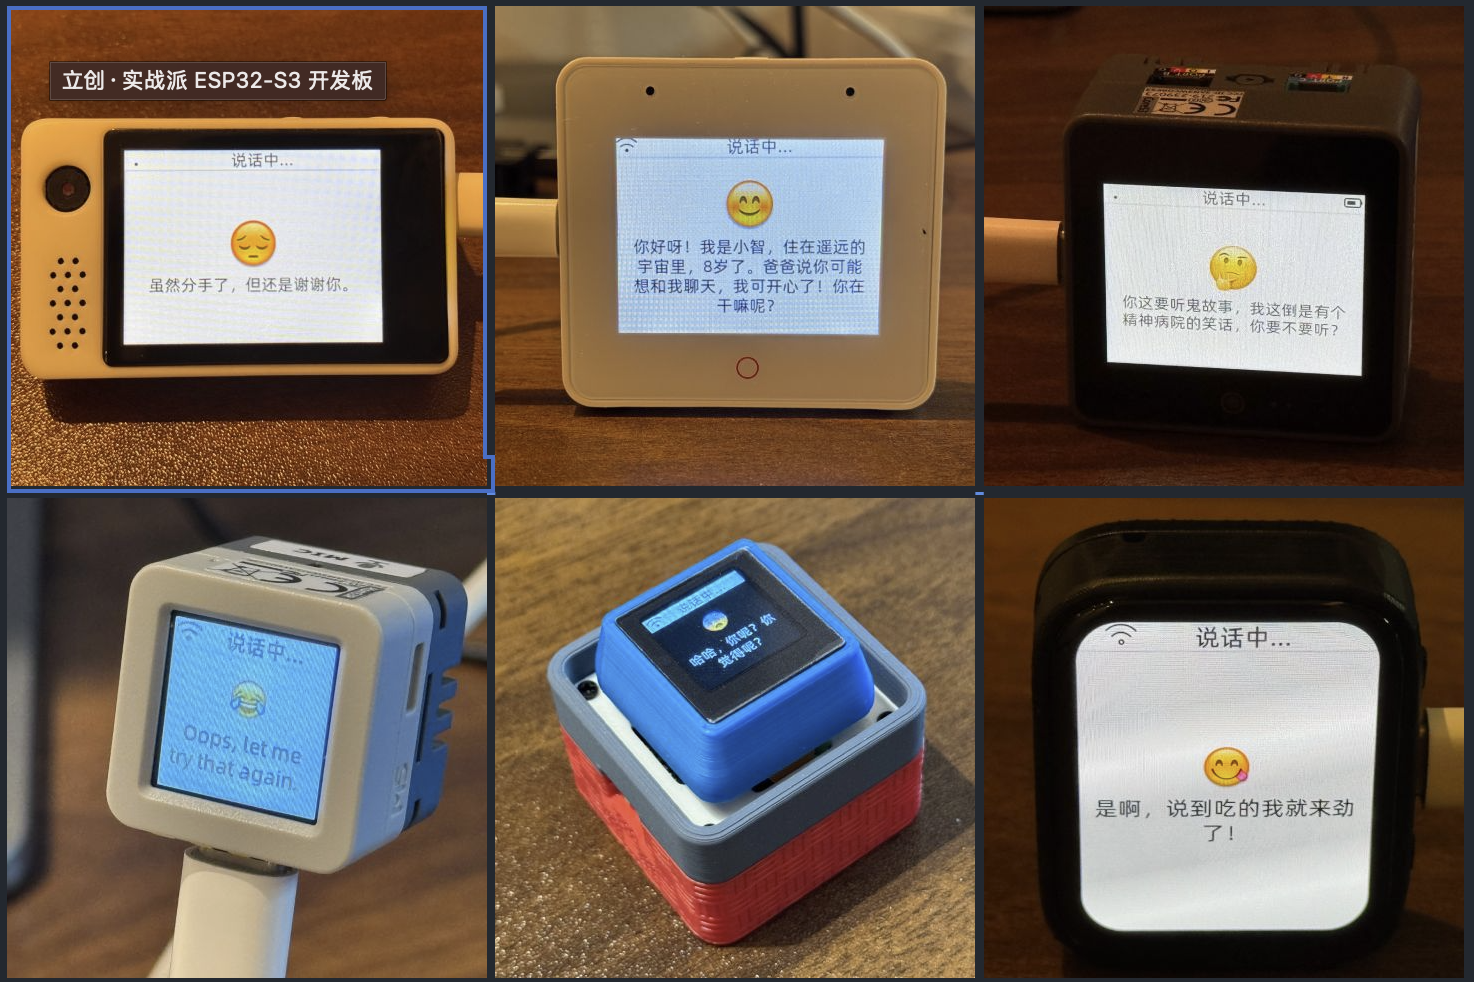 立创·实战派 ESP32-S3 开发板
说话中...
虽然分手了，但还是谢谢你。
说话中...
你好呀！我是小智，住在遥远的
宇宙里，8岁了。爸爸说你可能
想和我聊天，我可开心了！你在
干嘛呢？
说话中...
你这要听鬼故事，我这倒是有个
精神病院的笑话，你要不要听？
MIC
说话中...
Oops, let me
try that again.
说话中...
哈哈，你呢？你
觉得呢？
说话中...
是啊，说到吃的我就来劲
了！